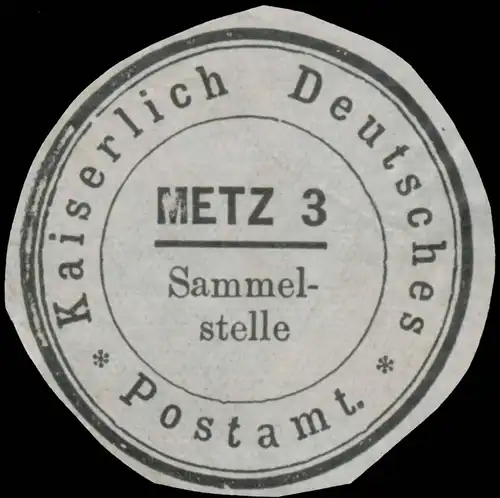 Kaiserlich Deutsches
* Postamt. *
METZ 3
Sammel-
stelle